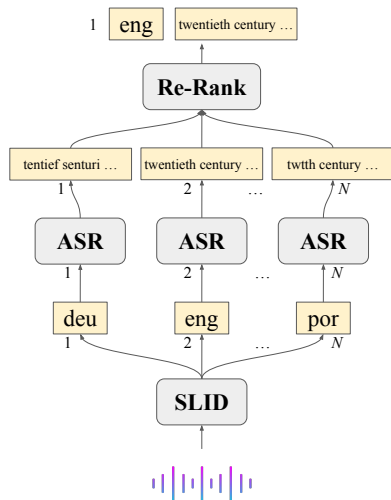 1 eng twentieth century ...
Re-Rank
tentief senturi ... twentieth century ... twtth century ...
1 2 ... N
ASR ASR ASR
1 2 ... N
deu eng por
1 2 ... N
SLID